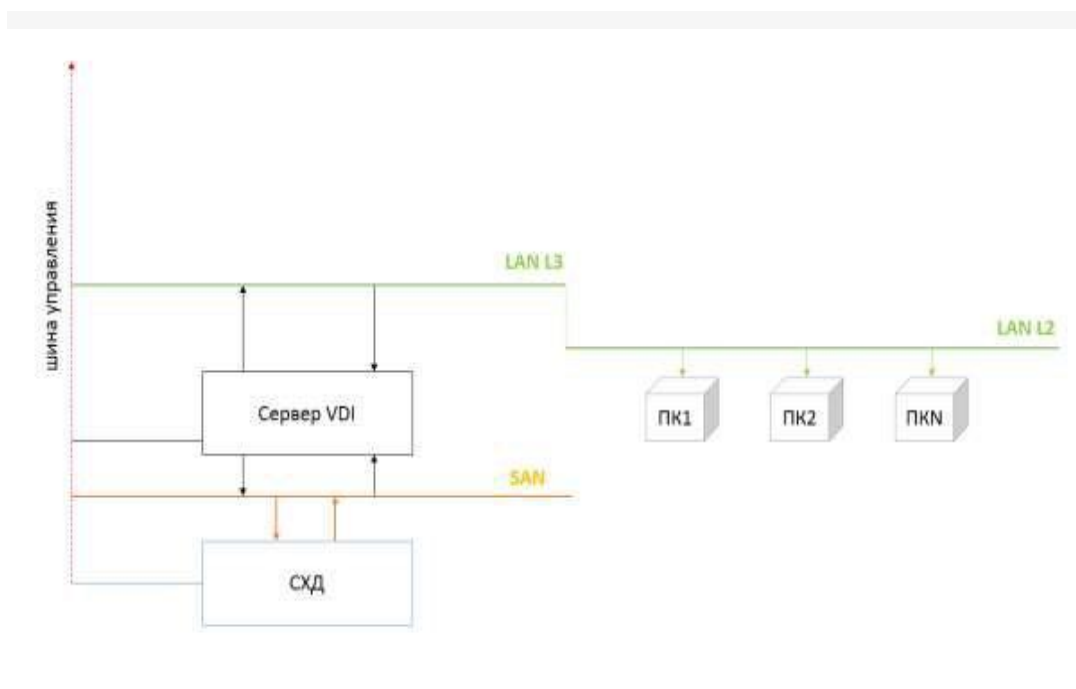 шина управления
LAN L3
LAN L2
Сервер VDI
ПК1
ПК2
ПКN
SAN
СХД